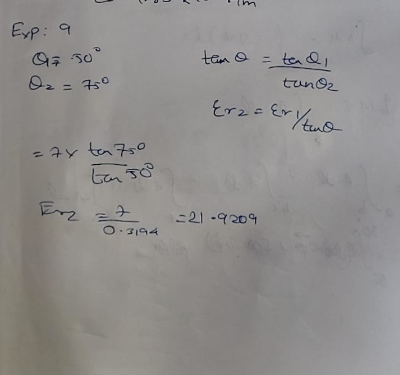 Exp: 9
θ₁ = 50°
θ₂ = 75°
tan θ = tan θ₁ / tan θ₂
εr₂ = εr₁ / tan θ
= 7 × tan 75° / tan 50°
Er₂ = 7 / 0.3194 = 21.9209